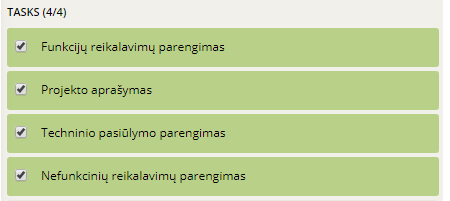 TASKS (4/4)
Funkcijų reikalavimų parengimas
Projekto aprašymas
Techninio pasiūlymo parengimas
Nefunkcinių reikalavimų parengimas